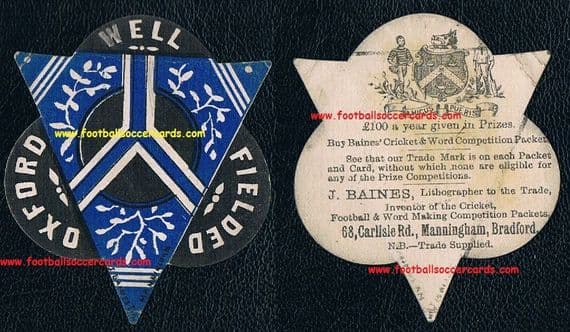 WELL
OXFORD
FIELDED
www.footballsoccercards.com
www.footballsoccercards.com
www.footballsoccercards.com
£100 a year given in Prizes.
Buy Baines' Cricket & Word Competition Packet
See that our Trade Mark is on each Packet
and Card, without which none are eligible for
any of the Prize Competitions.
J. BAINES, Lithographer to the Trade,
Inventor of the Cricket,
Football & Word Making Competition Packets
68, Carlisle Rd., Manningham, Bradford.
N.B.—Trade Supplied.
www.footballsoccercards.com